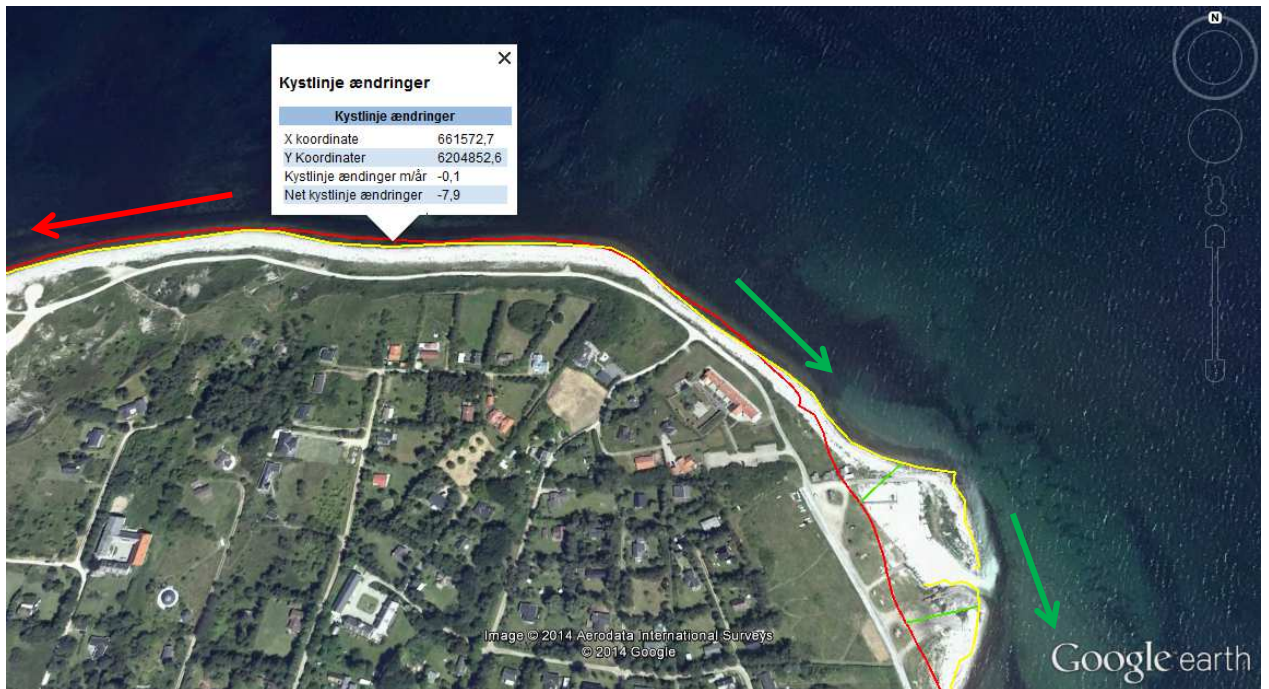 N
Kystlinje ændringer
Kystlinje ændringer
X koordinate 661572,7
Y Koordinater 6204852,6
Kystlinje ændinger m/år -0,1
Net kystlinje ændringer -7,9
Image © 2014 Aerodata International Surveys
© 2014 Google
Google earth